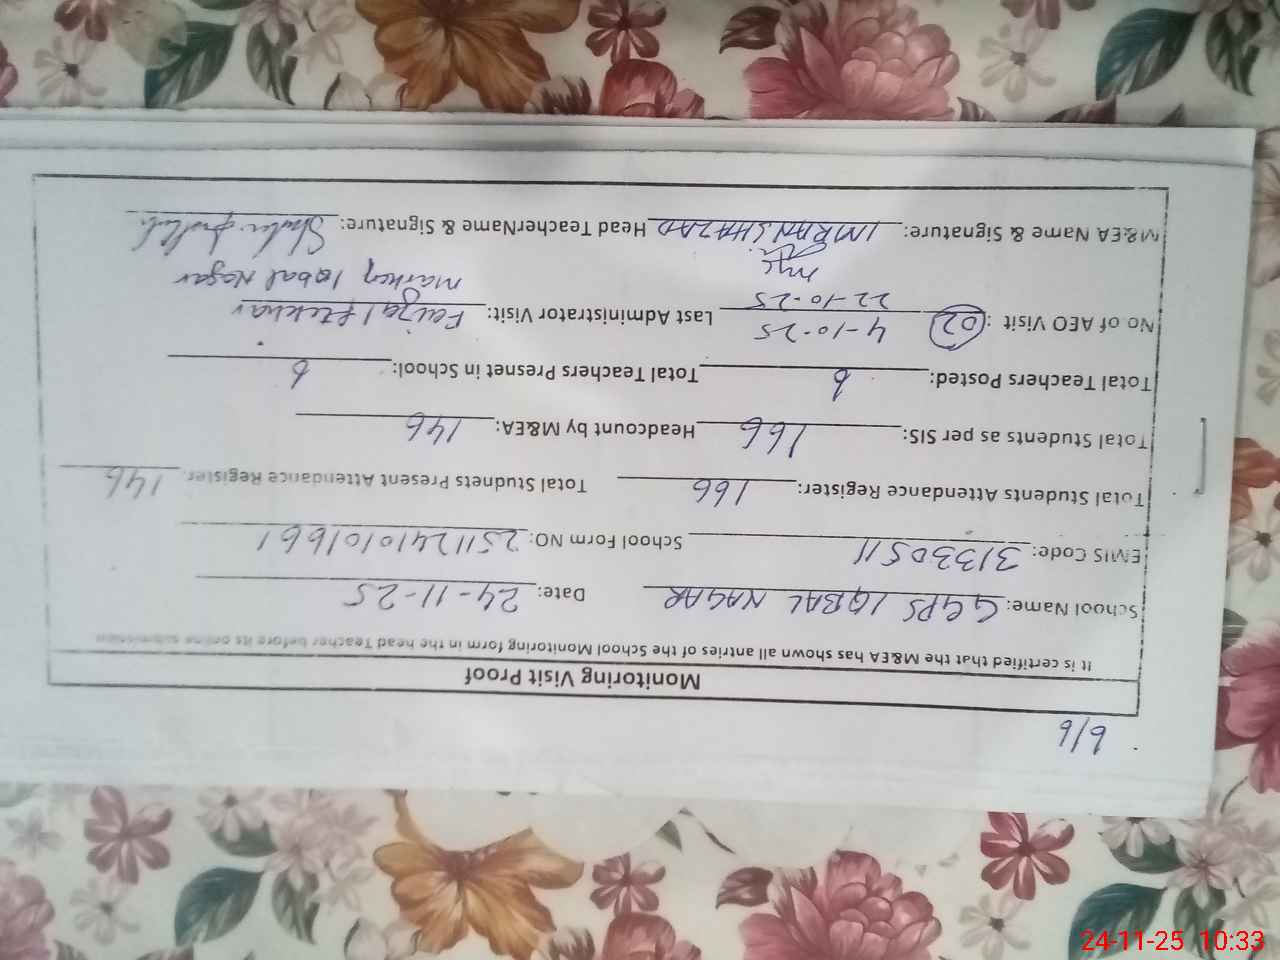 6/6
Monitoring Visit Proof
It is certified that the M&EA has shown all antries of the School Monitoring form in the head Teacher before its online submission
School Name: GGPS IQBAL NAGAR Date: 24-11-25
EMIS Code: 31330511 School Form NO: 25112410101661
Total Students Attendance Register: 166 Total Studnets Present Attendance Register: 146
Total Students as per SIS: 166 Headcount by M&EA: 146
Total Teachers Posted: 6 Total Teachers Presnet in School: 6
No of AEO Visit : 02 4-10-25 Last Administrator Visit:
22-10-25 Iqbal Nagar
M&EA Name & Signature: IMRAN SHAZAD Head TeacherName & Signature:
24-11-25 10:33